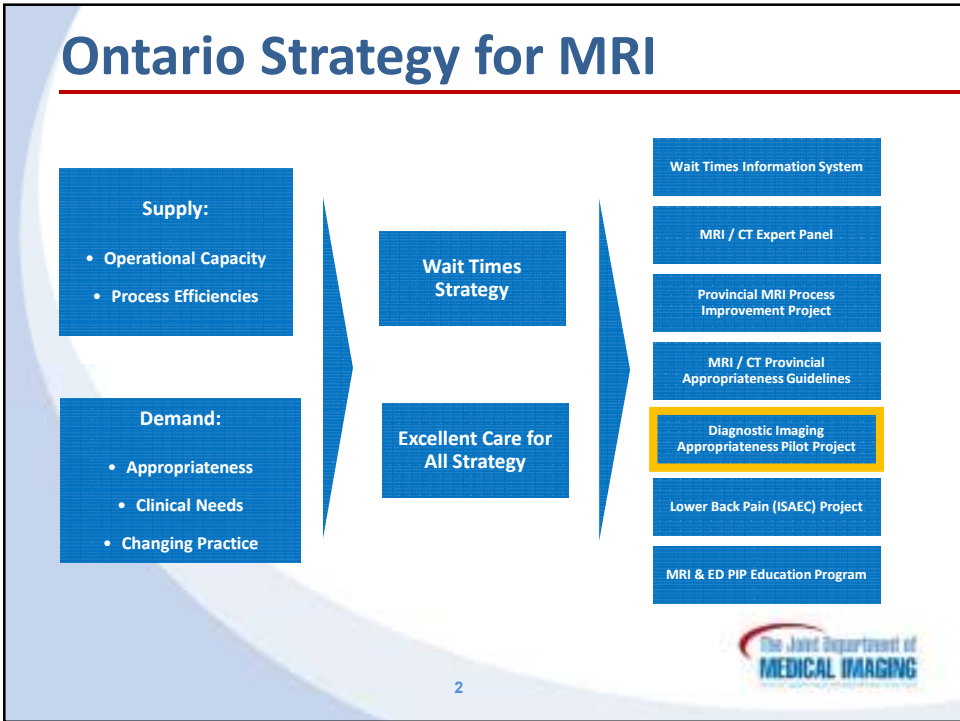 Ontario Strategy for MRI
Supply:
• Operational Capacity
• Process Efficiencies
Demand:
• Appropriateness
• Clinical Needs
• Changing Practice
Wait Times
Strategy
Excellent Care for
All Strategy
Wait Times Information System
MRI / CT Expert Panel
Provincial MRI Process
Improvement Project
MRI / CT Provincial
Appropriateness Guidelines
Diagnostic Imaging
Appropriateness Pilot Project
Lower Back Pain (ISAEC) Project
MRI & ED PIP Education Program
The Joint Department of
MEDICAL IMAGING
2